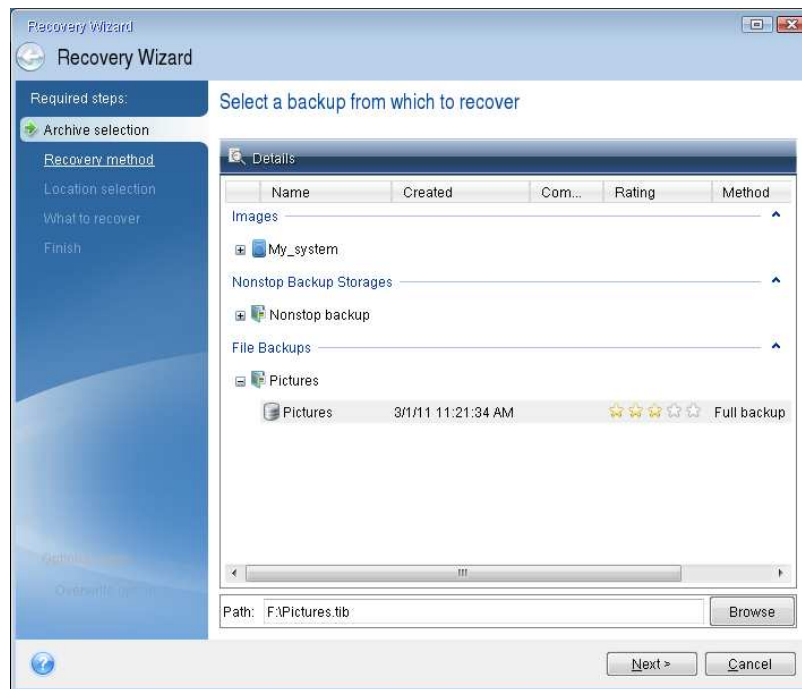 Recovery Wizard
Recovery Wizard
Required steps:
Archive selection
Recovery method
Location selection
What to recover
Finish
Select a backup from which to recover
Details
Name Created Com... Rating Method
Images
My_system
Nonstop Backup Storages
Nonstop backup
File Backups
Pictures
Pictures 3/1/11 11:21:34 AM Full backup
Path: F:\Pictures.tib Browse
Next > Cancel